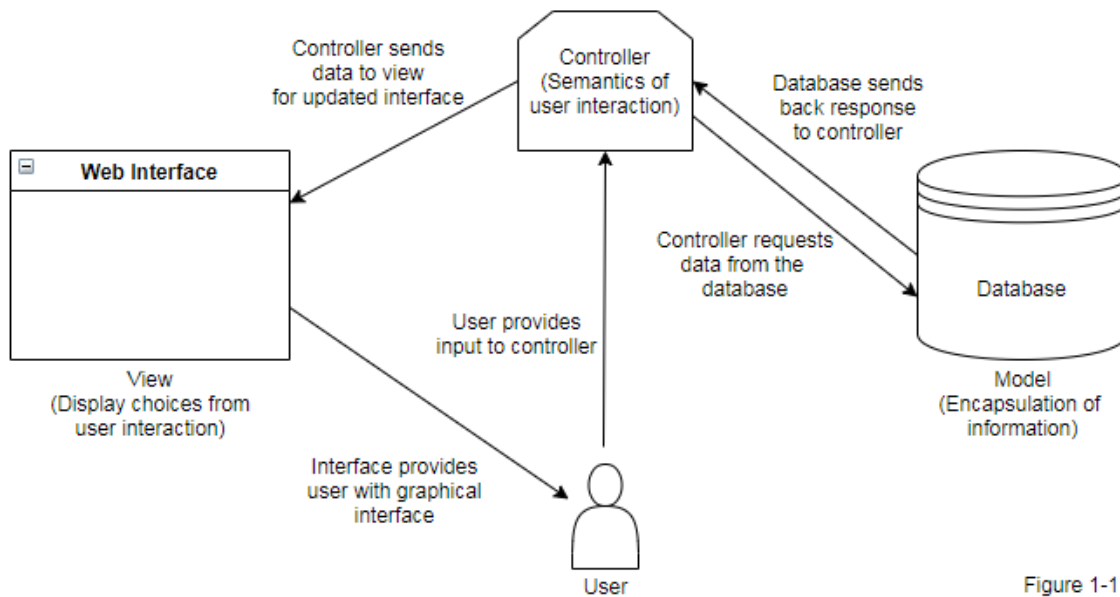 Controller sends
data to view
for updated interface
Controller
(Semantics of
user interaction)
Database sends
back response
to controller
Web Interface
Controller requests
data from the
database
Database
User provides
input to controller
View
(Display choices from
user interaction)
Model
(Encapsulation of
information)
Interface provides
user with graphical
interface
User
Figure 1-1